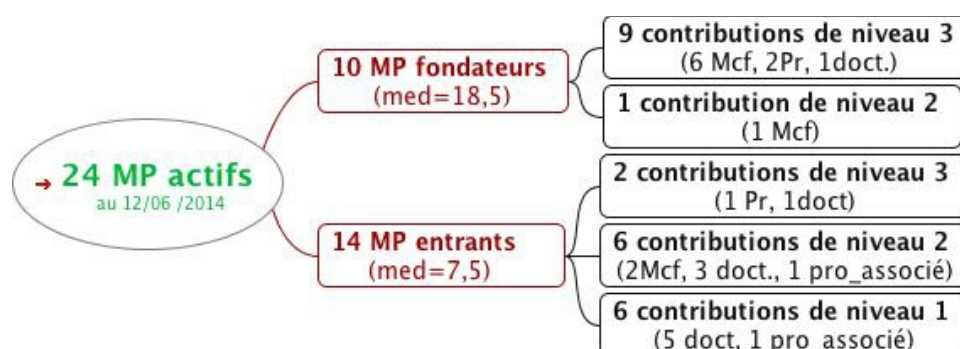 → 24 MP actifs
au 12/06 /2014
10 MP fondateurs
(med=18,5)
9 contributions de niveau 3
(6 Mcf, 2Pr, 1doct.)
1 contribution de niveau 2
(1 Mcf)
14 MP entrants
(med=7,5)
2 contributions de niveau 3
(1 Pr, 1doct)
6 contributions de niveau 2
(2Mcf, 3 doct., 1 pro_associé)
6 contributions de niveau 1
(5 doct, 1 pro_associé)